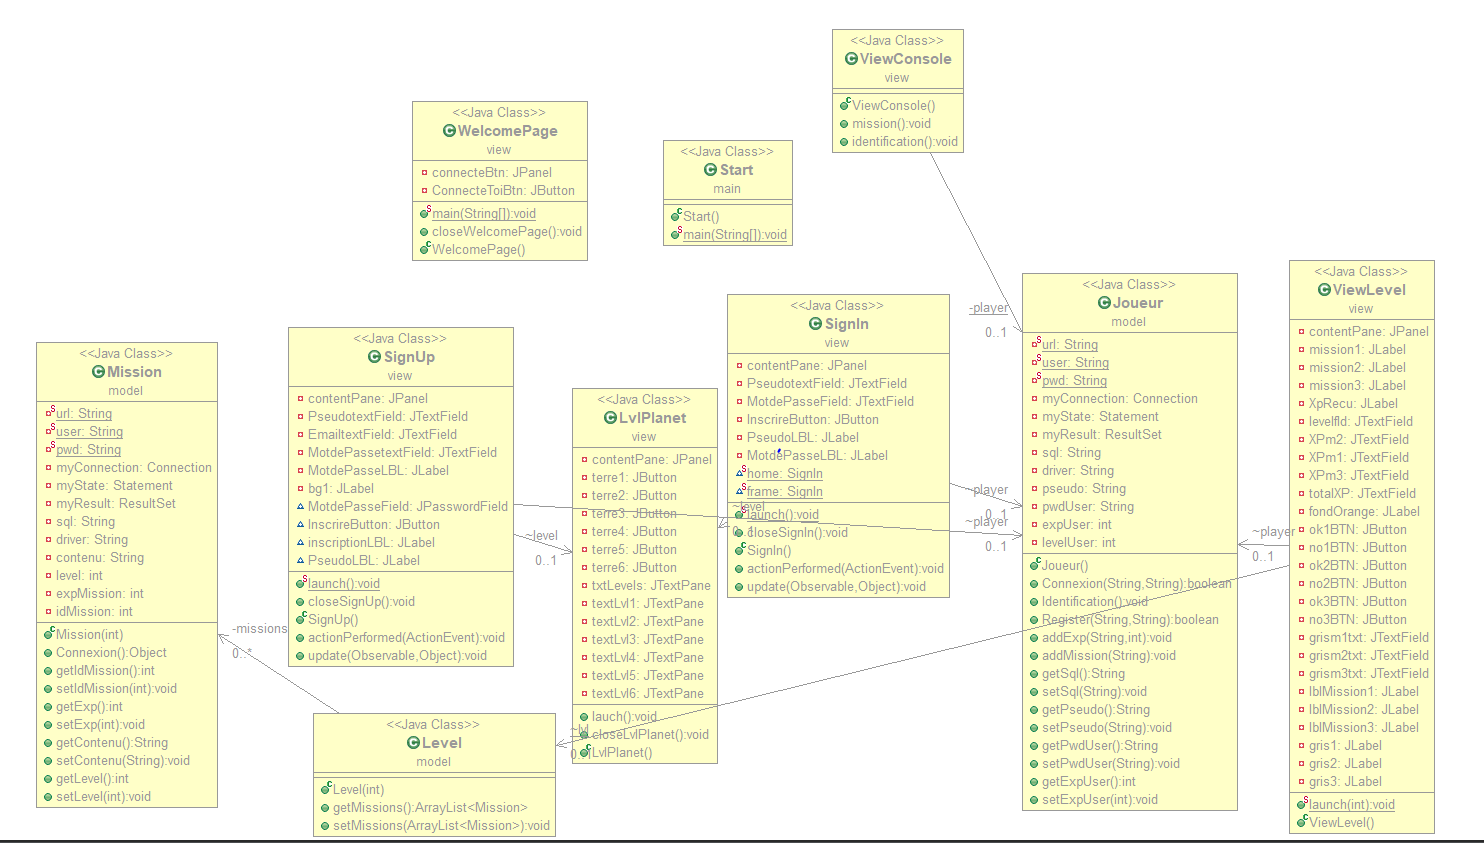 <<Java Class>>
ViewConsole
view
ViewConsole()
mission():void
identification():void
<<Java Class>>
WelcomePage
view
connecteBtn: JPanel
ConnecteToiBtn: JButton
main(String[]):void
closeWelcomePage():void
WelcomePage()
<<Java Class>>
Start
main
Start()
main(String[]):void
<<Java Class>>
Mission
model
url: String
user: String
pwd: String
myConnection: Connection
myState: Statement
myResult: ResultSet
sql: String
driver: String
contenu: String
level: int
expMission: int
idMission: int
Mission(int)
Connexion():Object
getIdMission():int
setIdMission(int):void
getExp():int
setExp(int):void
getContenu():String
setContenu(String):void
getLevel():int
setLevel(int):void
-missions
0..*
<<Java Class>>
SignUp
view
contentPane: JPanel
PseudotextField: JTextField
EmailtextField: JTextField
MotdePassetextField: JTextField
MotdePasseLBL: JLabel
bg1: JLabel
MotdePasseField: JPasswordField
InscrireButton: JButton
inscriptionLBL: JLabel
PseudoLBL: JLabel
launch():void
closeSignUp():void
SignUp()
actionPerformed(ActionEvent):void
update(Observable,Object):void
~level
0..1
<<Java Class>>
Level
model
Level(int)
getMissions():ArrayList<Mission>
setMissions(ArrayList<Mission>):void
<<Java Class>>
LvlPlanet
view
contentPane: JPanel
terre1: JButton
terre2: JButton
terre3: JButton
terre4: JButton
terre5: JButton
terre6: JButton
txtLevels: JTextPane
textLvl1: JTextPane
textLvl2: JTextPane
textLvl3: JTextPane
textLvl4: JTextPane
textLvl5: JTextPane
textLvl6: JTextPane
lauch():void
closeLvlPlanet():void
LvlPlanet()
~lvl
<<Java Class>>
SignIn
view
contentPane: JPanel
PseudotextField: JTextField
MotdePasseField: JTextField
InscrireButton: JButton
PseudoLBL: JLabel
MotdePasseLBL: JLabel
home: SignIn
frame: SignIn
launch():void
closeSignIn():void
SignIn()
actionPerformed(ActionEvent):void
update(Observable,Object):void
~level
-player
0..1
~player
0..1
~player
0..1
<<Java Class>>
Joueur
model
url: String
user: String
pwd: String
myConnection: Connection
myState: Statement
myResult: ResultSet
sql: String
driver: String
pseudo: String
pwdUser: String
expUser: int
levelUser: int
Joueur()
Connexion(String,String):boolean
Identification():void
Register(String,String):boolean
addExp(String,int):void
addMission(String):void
getSql():String
setSql(String):void
getPseudo():String
setPseudo(String):void
getPwdUser():String
setPwdUser(String):void
getExpUser():int
setExpUser(int):void
~player
0..1
<<Java Class>>
ViewLevel
view
contentPane: JPanel
mission1: JLabel
mission2: JLabel
mission3: JLabel
XpRecu: JLabel
levelfld: JTextField
XPm2: JTextField
XPm1: JTextField
XPm3: JTextField
totalXP: JTextField
fondOrange: JLabel
ok1BTN: JButton
no1BTN: JButton
ok2BTN: JButton
no2BTN: JButton
ok3BTN: JButton
no3BTN: JButton
grism1txt: JTextField
grism2txt: JTextField
grism3txt: JTextField
lblMission1: JLabel
lblMission2: JLabel
lblMission3: JLabel
gris1: JLabel
gris2: JLabel
gris3: JLabel
launch(int):void
ViewLevel()